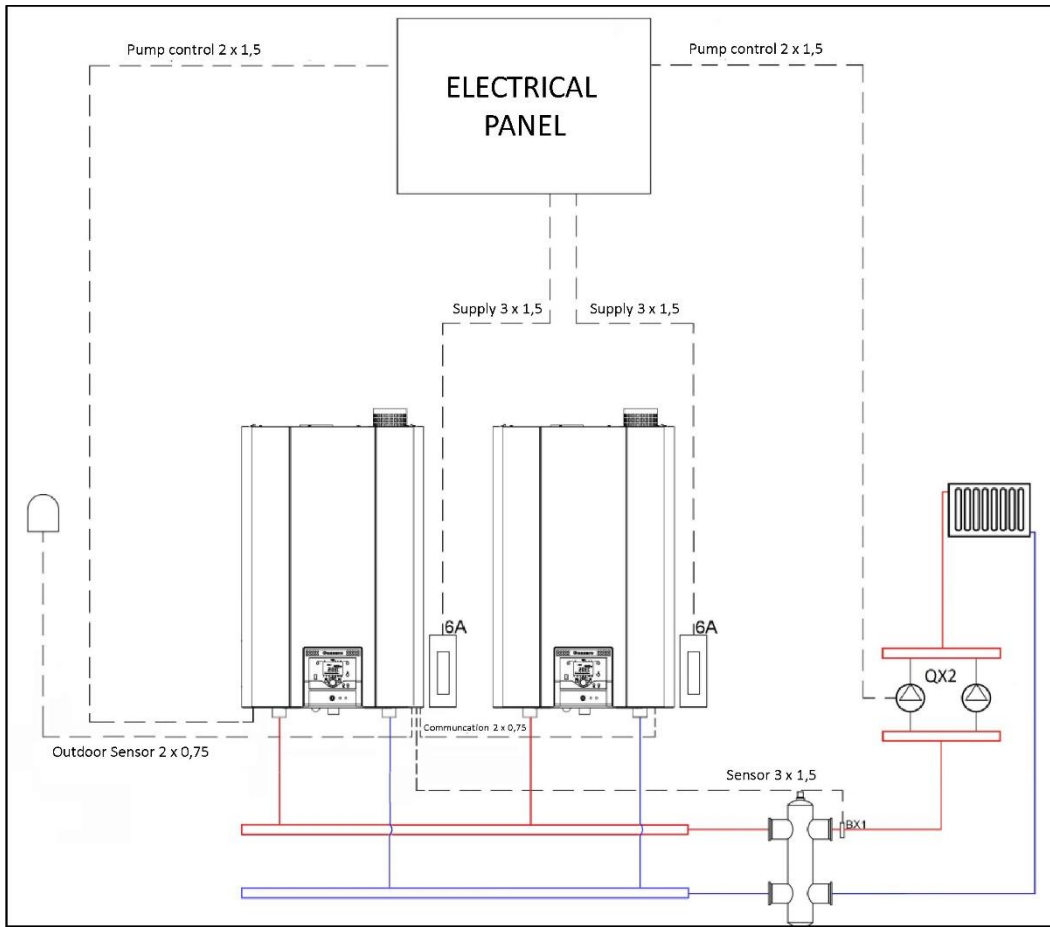 Pump control 2 x 1,5
ELECTRICAL
PANEL
Pump control 2 x 1,5
Supply 3 x 1,5
Supply 3 x 1,5
6A
6A
QX2
Outdoor Sensor 2 x 0,75
Communcation 2 x 0,75
Sensor 3 x 1,5
BX1